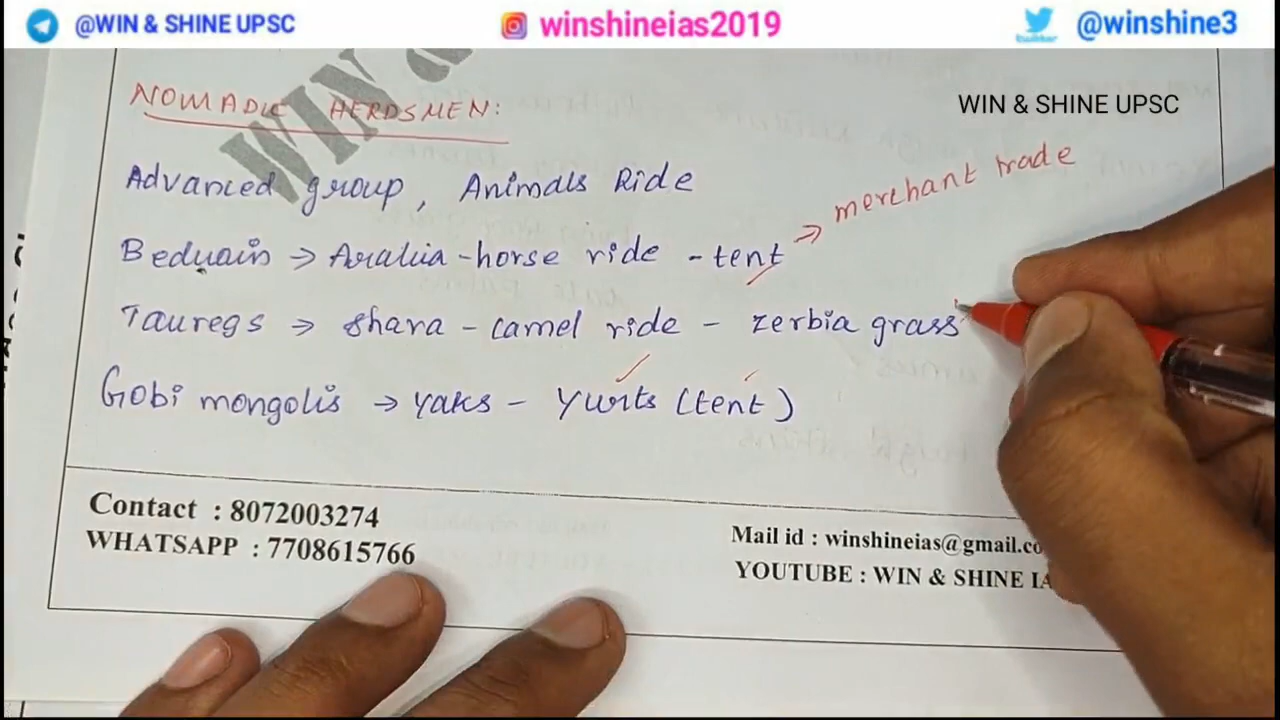 @WIN & SHINE UPSC
winshineias2019
@winshine3
WIN &
WIN & SHINE UPSC
NOMADIC HERDSMEN:
Advanced group, Animals Ride
Beduain → Arabia - horse ride - tent → merchant trade
Tauregs → Shara - camel ride - zerbia grass
Gobi mongolis → yaks - Yurts (tent)
Contact : 8072003274
WHATSAPP : 7708615766
Mail id : winshineias@gmail.co
YOUTUBE : WIN & SHINE IA